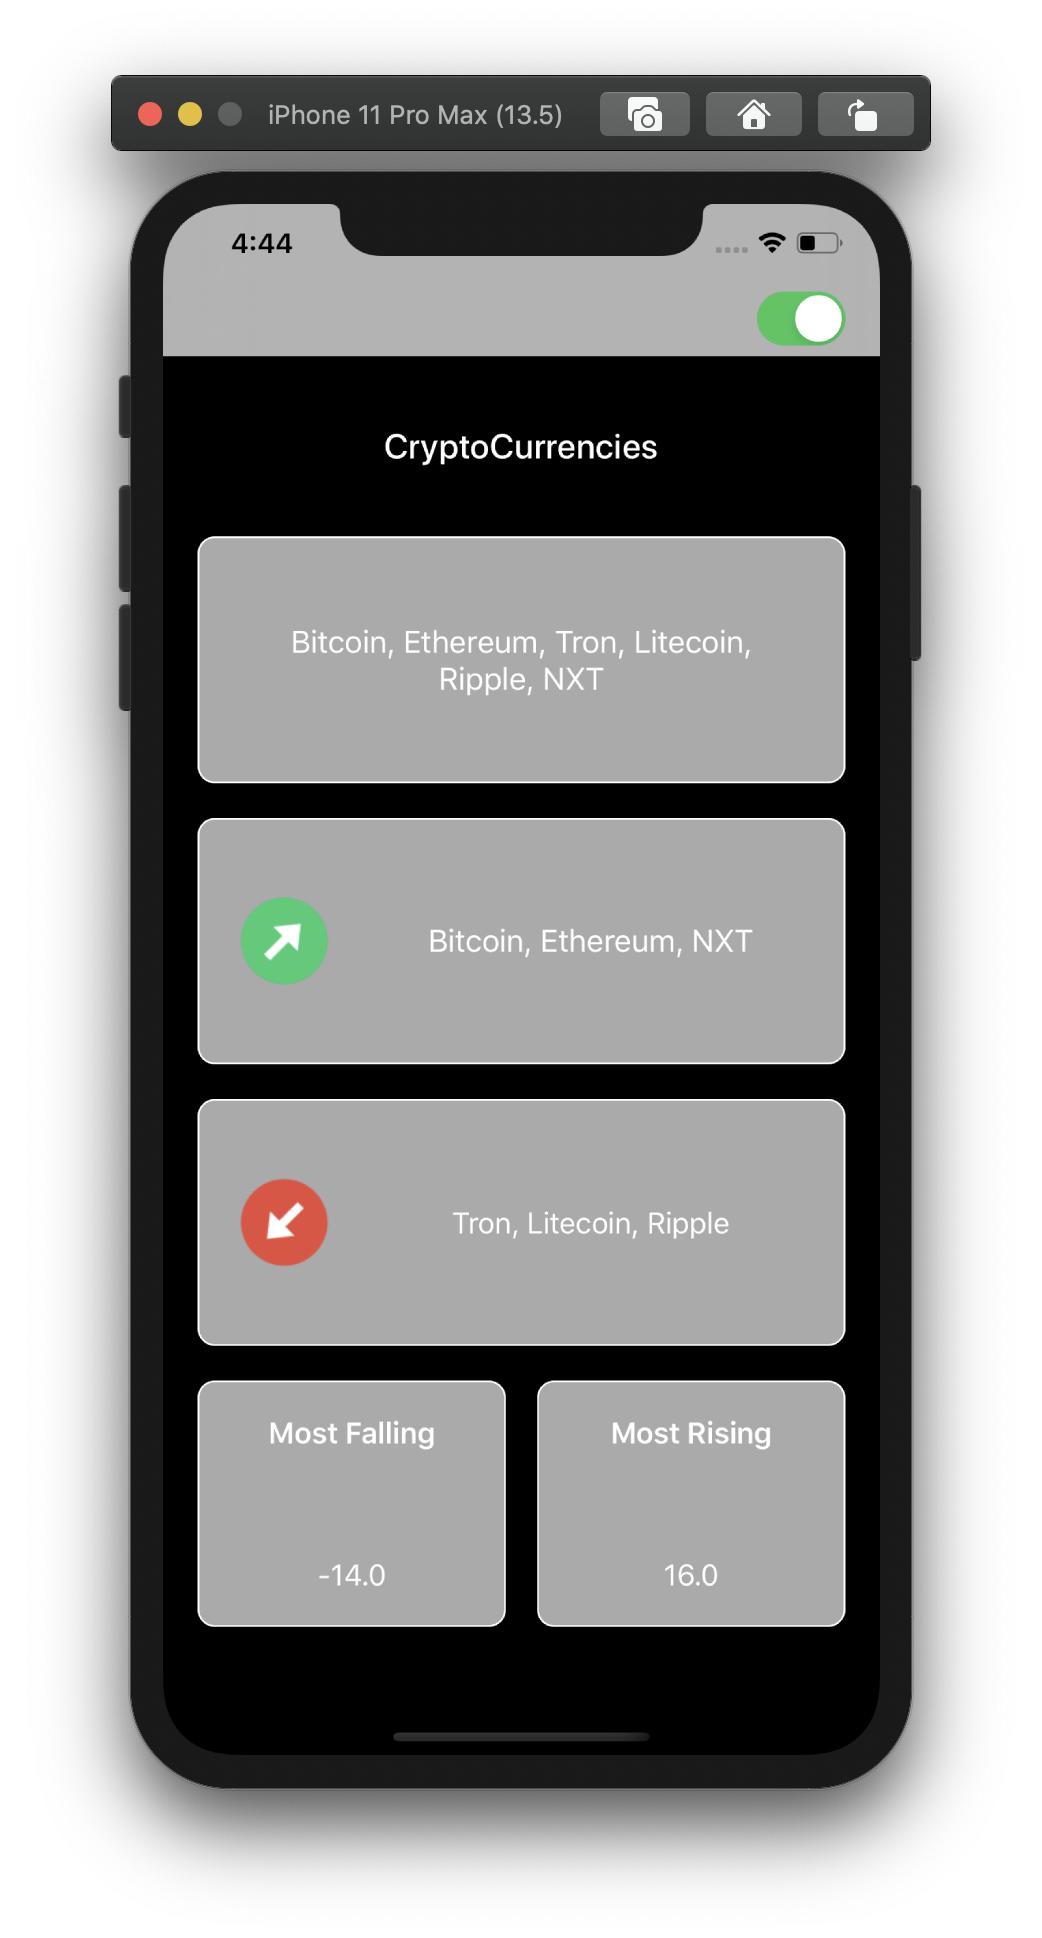 iPhone 11 Pro Max (13.5)
4:44
CryptoCurrencies
Bitcoin, Ethereum, Tron, Litecoin,
Ripple, NXT
Bitcoin, Ethereum, NXT
Tron, Litecoin, Ripple
Most Falling
-14.0
Most Rising
16.0